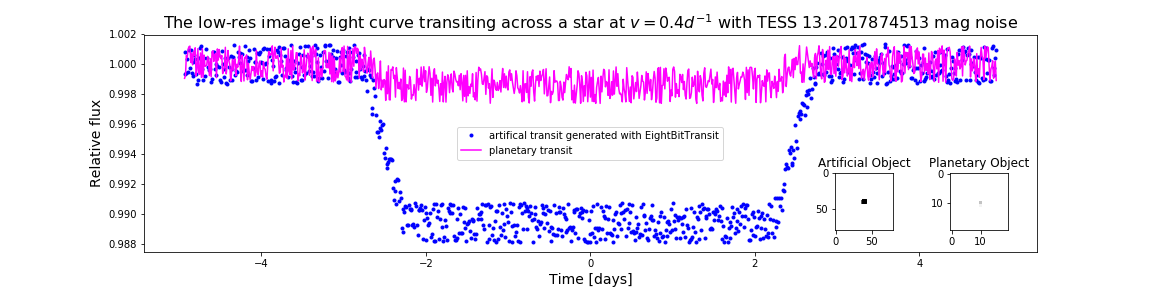 The low-res image's light curve transiting across a star at v = 0.4d⁻¹ with TESS 13.2017874513 mag noise
1.002
1.000
0.998
0.996
0.994
0.992
0.990
0.988
Relative flux
artifical transit generated with EightBitTransit
planetary transit
Artificial Object
0
50
0 50
Planetary Object
0
10
0 10
−4 −2 0 2 4
Time [days]